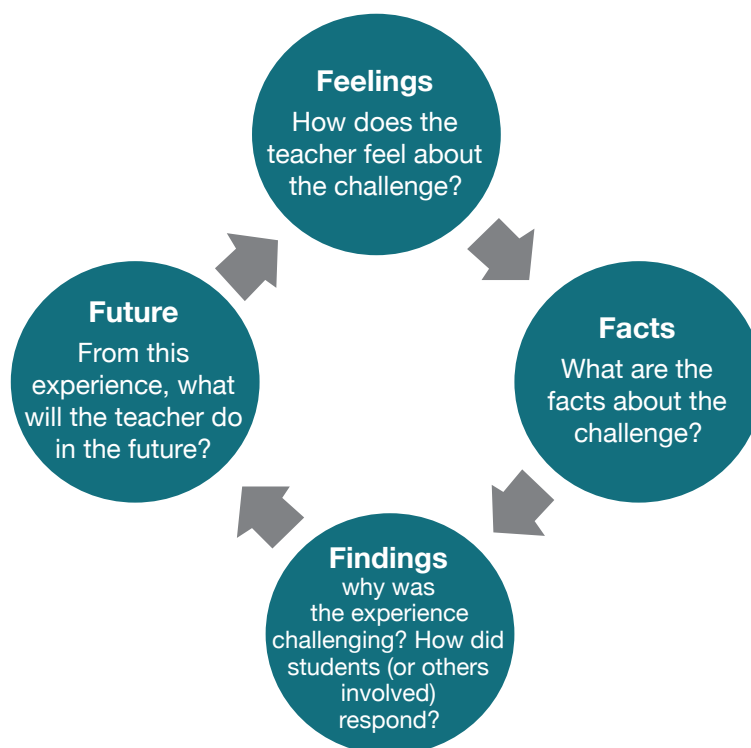 Feelings
How does the
teacher feel about
the challenge?
Facts
What are the
facts about the
challenge?
Findings
why was
the experience
challenging? How did
students (or others
involved)
respond?
Future
From this
experience, what
will the teacher do
in the future?